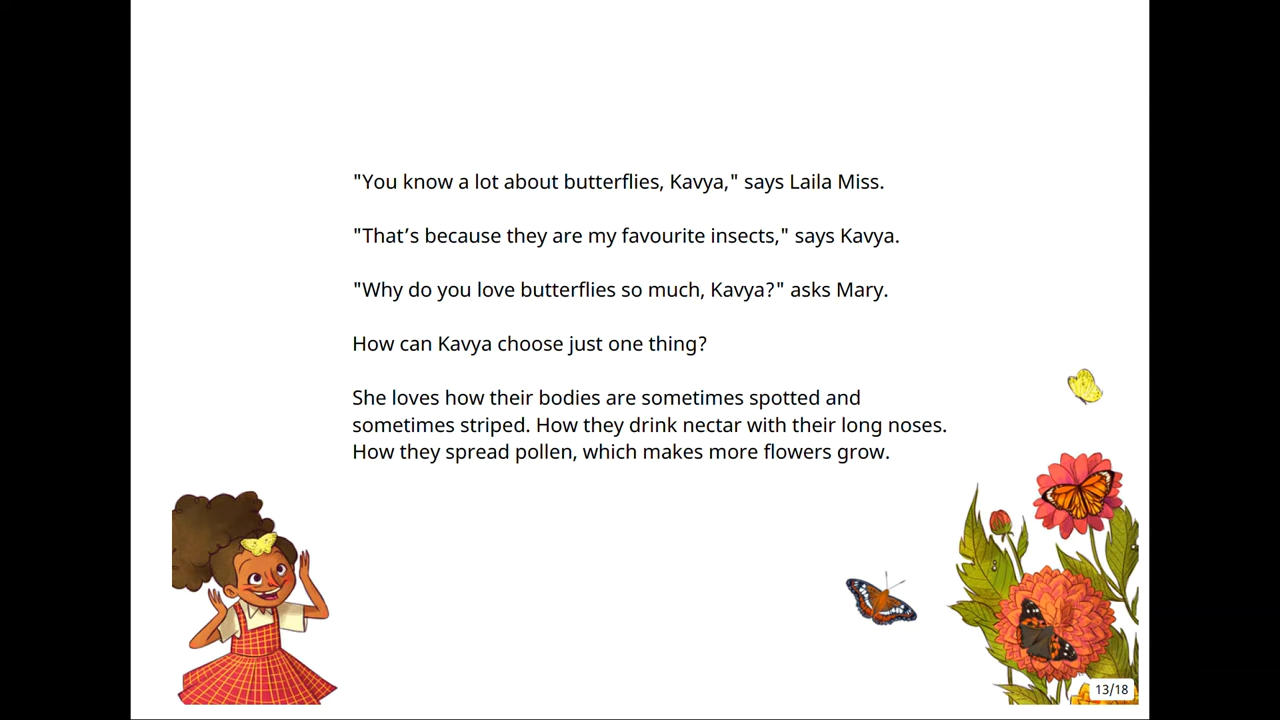 "You know a lot about butterflies, Kavya," says Laila Miss.
"That’s because they are my favourite insects," says Kavya.
"Why do you love butterflies so much, Kavya?" asks Mary.
How can Kavya choose just one thing?
She loves how their bodies are sometimes spotted and
sometimes striped. How they drink nectar with their long noses.
How they spread pollen, which makes more flowers grow.
13/18